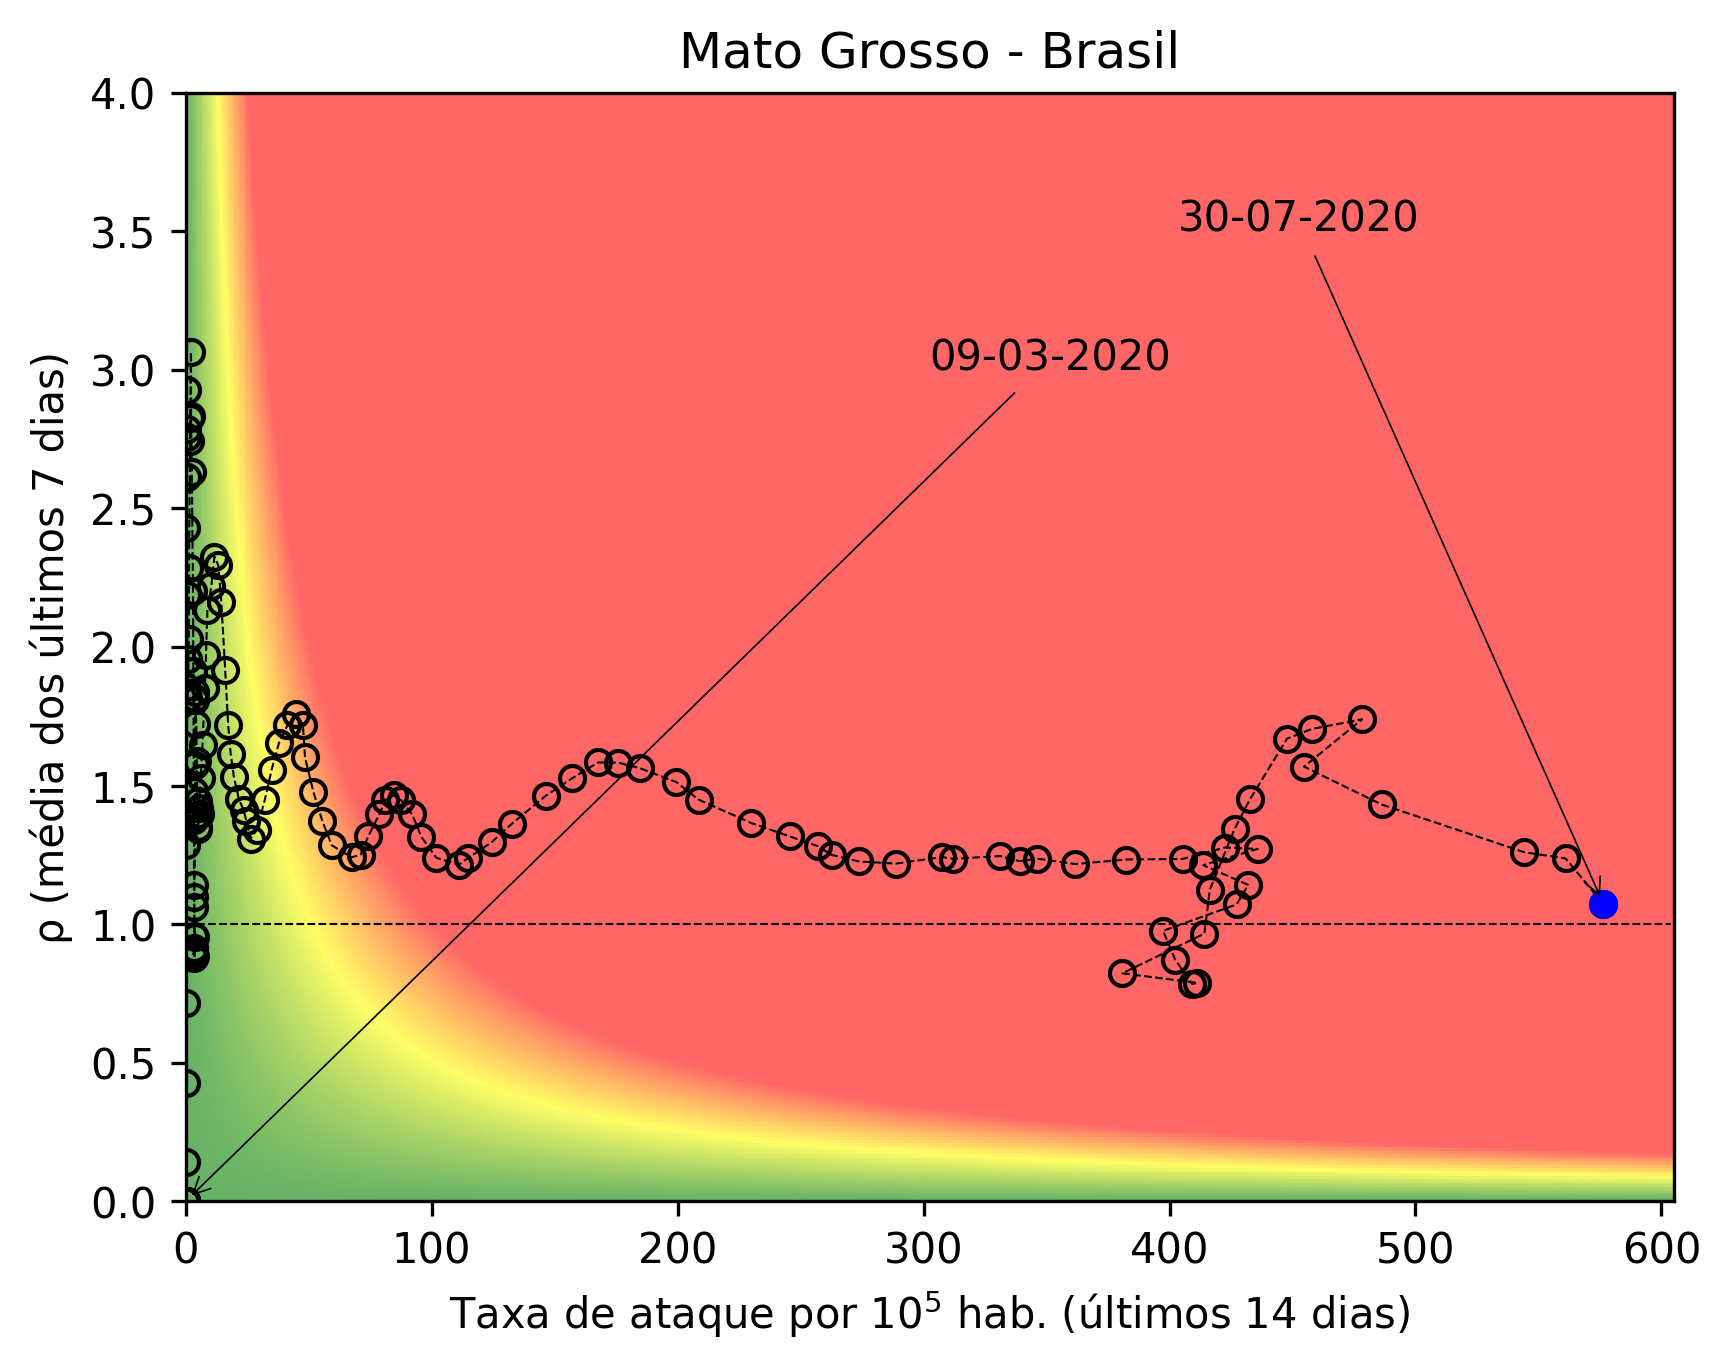 Mato Grosso - Brasil
4.0
3.5
3.0
2.5
2.0
1.5
1.0
0.5
0.0
ρ (média dos últimos 7 dias)
30-07-2020
09-03-2020
0 100 200 300 400 500 600
Taxa de ataque por 10⁵ hab. (últimos 14 dias)